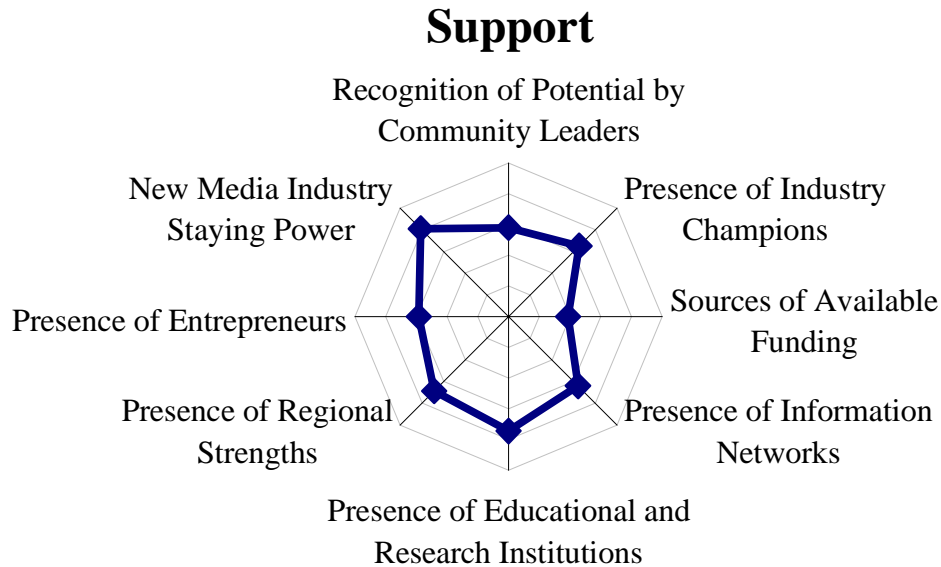 Support
Recognition of Potential by
Community Leaders
New Media Industry
Staying Power
Presence of Industry
Champions
Presence of Entrepreneurs
Sources of Available
Funding
Presence of Regional
Strengths
Presence of Information
Networks
Presence of Educational and
Research Institutions